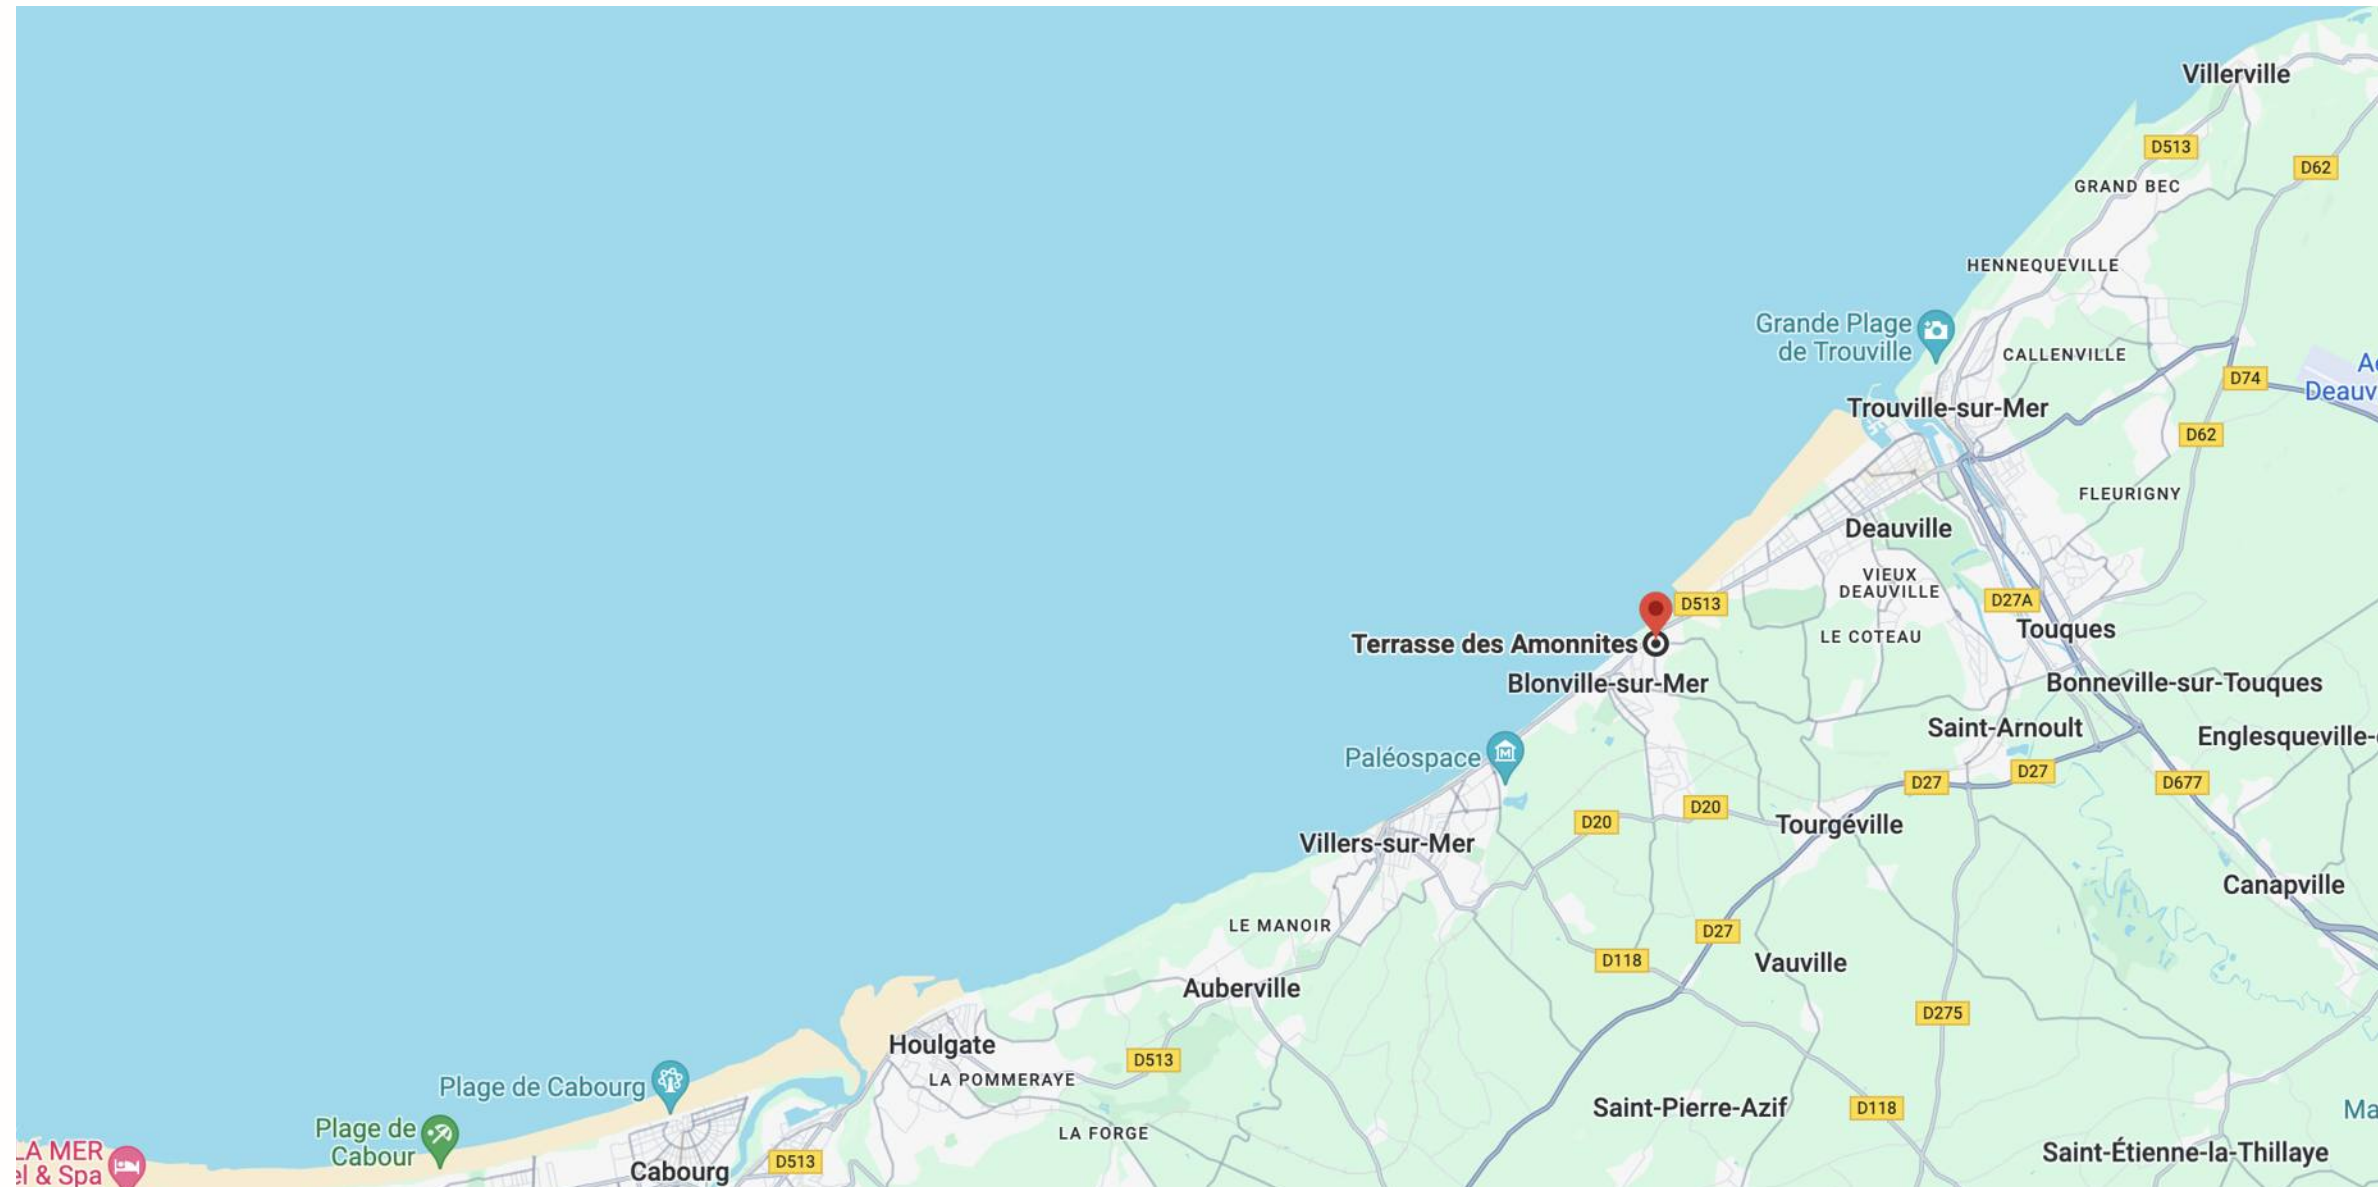 Villerville
D513
D62
GRAND BEC
HENNEQUEVILLE
Grande Plage
de Trouville
CALLENVILLE
D74
Deauv
Trouville-sur-Mer
D62
FLEURIGNY
Deauville
VIEUX
DEAUVILLE
D27A
D513
Terrasse des Amonnites
LE COTEAU
Touques
Blonville-sur-Mer
Bonneville-sur-Touques
Saint-Arnoult
Englesqueville-
Paléospace
D27
D27
D677
D20
D20
Tourgéville
Villers-sur-Mer
Canapville
LE MANOIR
D27
D118
Vauville
Auberville
D275
Houlgate
D513
LA POMMERAYE
Plage de Cabourg
Saint-Pierre-Azif
D118
Ma
Plage de
Cabour
LA FORGE
LA MER
el & Spa
Cabourg
D513
Saint-Étienne-la-Thillaye